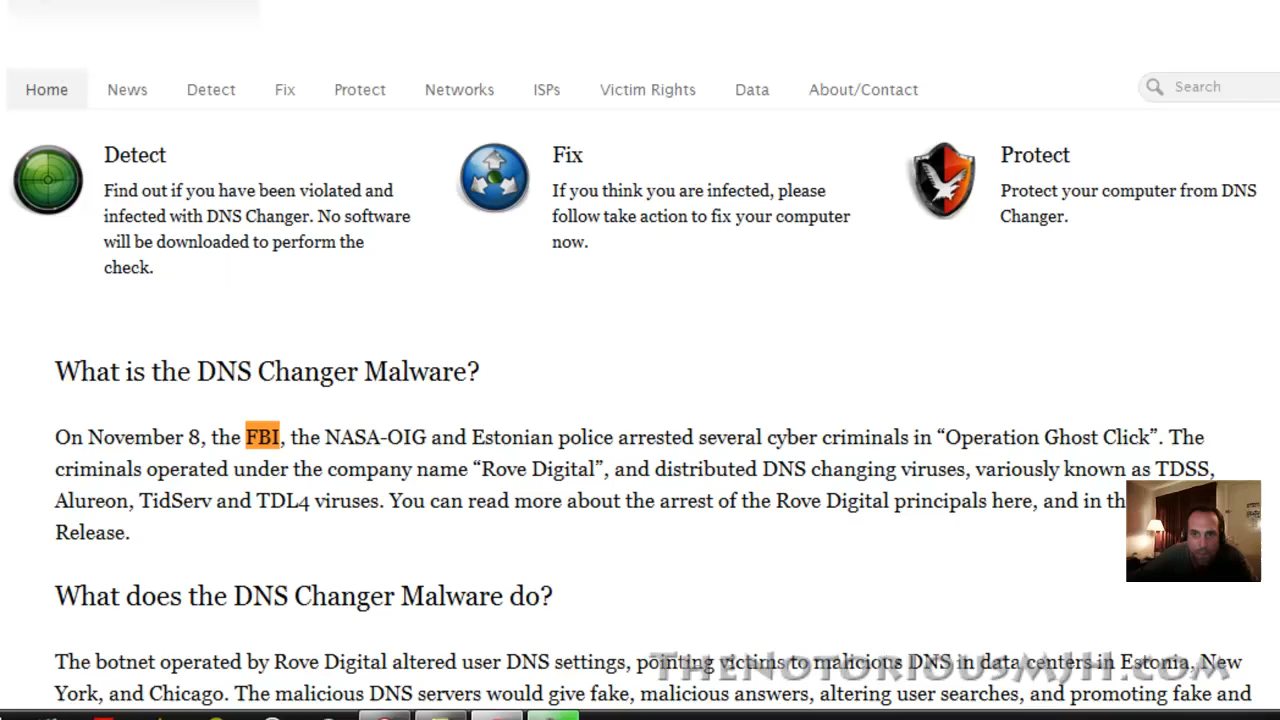 Home News Detect Fix Protect Networks ISPs Victim Rights Data About/Contact Search
Detect
Find out if you have been violated and
infected with DNS Changer. No software
will be downloaded to perform the
check.
Fix
If you think you are infected, please
follow take action to fix your computer
now.
Protect
Protect your computer from DNS
Changer.
What is the DNS Changer Malware?
On November 8, the FBI, the NASA-OIG and Estonian police arrested several cyber criminals in “Operation Ghost Click”. The
criminals operated under the company name “Rove Digital”, and distributed DNS changing viruses, variously known as TDSS,
Alureon, TidServ and TDL4 viruses. You can read more about the arrest of the Rove Digital principals here, and in th
Release.
What does the DNS Changer Malware do?
The botnet operated by Rove Digital altered user DNS settings, pointing victims to malicious DNS in data centers in Estonia, New
York, and Chicago. The malicious DNS servers would give fake, malicious answers, altering user searches, and promoting fake and
TheNotoriousMJH.com